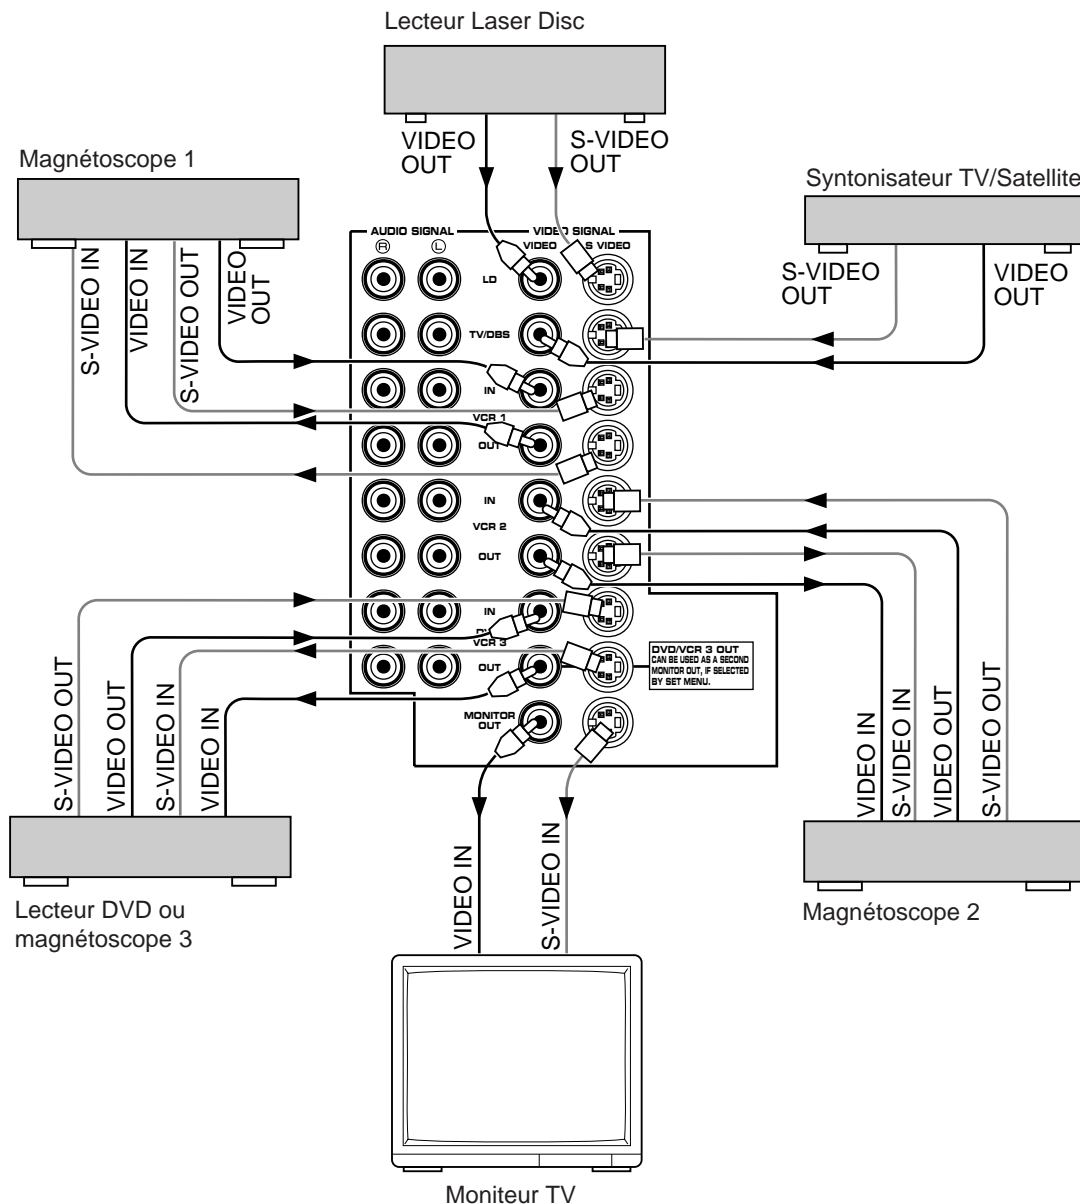 Lecteur Laser Disc
VIDEO
OUT
S-VIDEO
OUT
Magnétoscope 1
S-VIDEO IN
VIDEO IN
S-VIDEO OUT
VIDEO
OUT
Syntonisateur TV/Satellite
S-VIDEO
OUT
VIDEO
OUT
AUDIO SIGNAL
VIDEO SIGNAL
R
L
VIDEO
S VIDEO
LD
TV/DBS
IN
VCR 1
OUT
IN
VCR 2
OUT
IN
VCR 3
OUT
MONITOR
OUT
DVD/VCR 3 OUT
CAN BE USED AS A SECOND
MONITOR OUT, IF SELECTED
BY SET MENU.
S-VIDEO OUT
VIDEO OUT
S-VIDEO IN
VIDEO IN
Lecteur DVD ou
magnétoscope 3
VIDEO IN
S-VIDEO IN
VIDEO OUT
S-VIDEO OUT
Magnétoscope 2
VIDEO IN
S-VIDEO IN
Moniteur TV